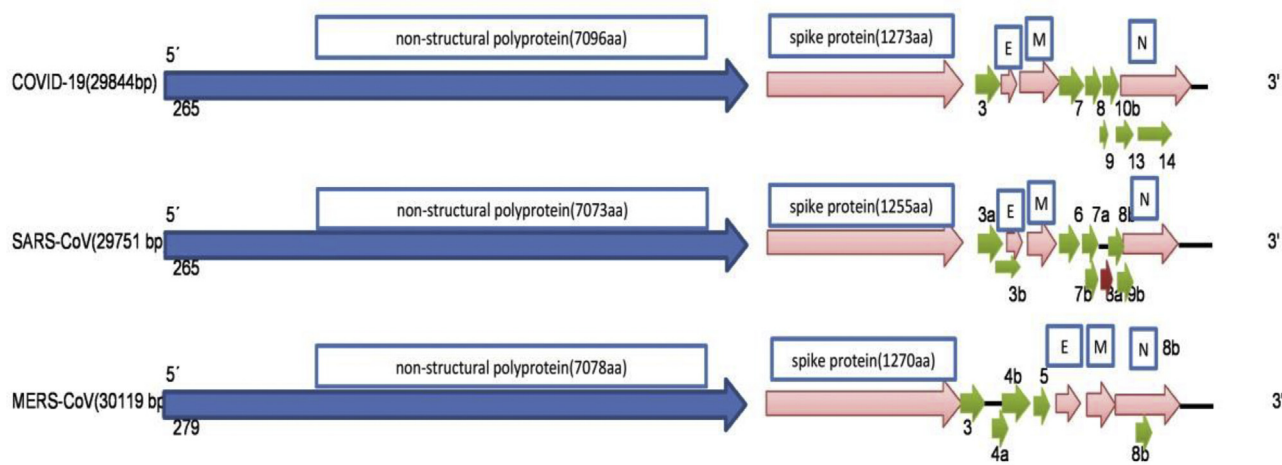 non-structural polyprotein(7096aa)
spike protein(1273aa)
E
M
N
5´
COVID-19(29844bp)
3'
265
3
7
8
10b
9
13
14
non-structural polyprotein(7073aa)
spike protein(1255aa)
E
M
N
5´
3a
6
7a
8b
SARS-CoV(29751 bp
3'
265
3b
7b
8a
9b
non-structural polyprotein(7078aa)
spike protein(1270aa)
E
M
N
8b
5´
4b
5
MERS-CoV(30119 bp
3'
279
3
4a
8b